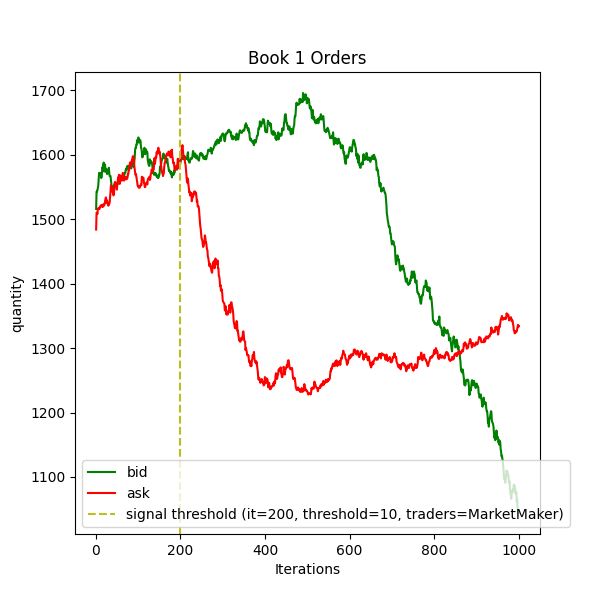 Book 1 Orders
quantity
1700
1600
1500
1400
1300
1200
1100
bid
ask
signal threshold (it=200, threshold=10, traders=MarketMaker)
0 200 400 600 800 1000
Iterations